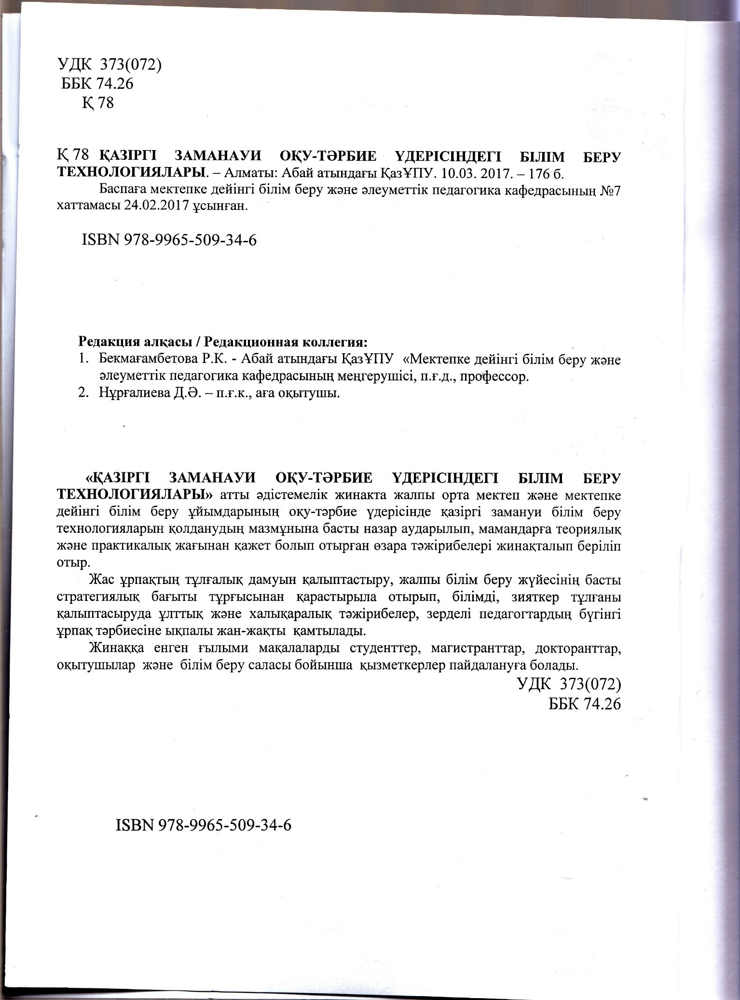 УДК 373(072)
ББК 74.26
Қ 78
Қ 78 ҚАЗІРГІ ЗАМАНАУИ ОҚУ-ТӘРБИЕ ҮДЕРІСІНДЕГІ БІЛІМ БЕРУ
ТЕХНОЛОГИЯЛАРЫ. – Алматы: Абай атындағы ҚазҰПУ. 10.03. 2017. – 176 б.
Баспаға мектепке дейінгі білім беру және әлеуметтік педагогика кафедрасының №7
хаттамасы 24.02.2017 ұсынған.
ISBN 978-9965-509-34-6
Редакция алқасы / Редакционная коллегия:
1. Бекмағамбетова Р.К. - Абай атындағы ҚазҰПУ «Мектепке дейінгі білім беру және
әлеуметтік педагогика кафедрасының меңгерушісі, п.ғ.д., профессор.
2. Нұрғалиева Д.Ә. – п.ғ.к., аға оқытушы.
«ҚАЗІРГІ ЗАМАНАУИ ОҚУ-ТӘРБИЕ ҮДЕРІСІНДЕГІ БІЛІМ БЕРУ
ТЕХНОЛОГИЯЛАРЫ» атты әдістемелік жинакта жалпы орта мектеп және мектепке
дейінгі білім беру ұйымдарының оқу-тәрбие үдерісінде қазіргі замануи білім беру
технологияларын қолданудың мазмұнына басты назар аударылып, мамандарға теориялық
және практикалық жағынан қажет болып отырған өзара тәжірибелері жинақталып беріліп
отыр.
Жас ұрпақтың тұлғалық дамуын қалыптастыру, жалпы білім беру жүйесінің басты
стратегиялық бағыты тұрғысынан қарастырыла отырып, білімді, зияткер тұлғаны
қалыптасыруда ұлттық және халықаралық тәжірибелер, зерделі педагогтардың бүгінгі
ұрпақ тәрбиесіне ықпалы жан-жақты қамтылады.
Жинаққа енген ғылыми мақалаларды студенттер, магистранттар, докторанттар,
оқытушылар және білім беру саласы бойынша қызметкерлер пайдалануға болады.
УДК 373(072)
ББК 74.26
ISBN 978-9965-509-34-6